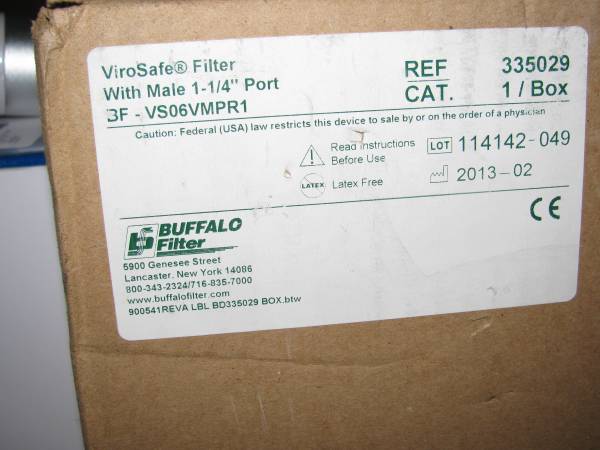 ViroSafe® Filter
With Male 1-1/4" Port
BF - VS06VMPR1
REF 335029
CAT. 1 / Box
Caution: Federal (USA) law restricts this device to sale by or on the order of a physician
Read Instructions
Before Use
LOT 114142-049
LATEX Latex Free
2013-02
CE
BUFFALO
Filter
5900 Genesee Street
Lancaster, New York 14086
800-343-2324/716-835-7000
www.buffalofilter.com
900541REVA LBL BD335029 BOX.btw